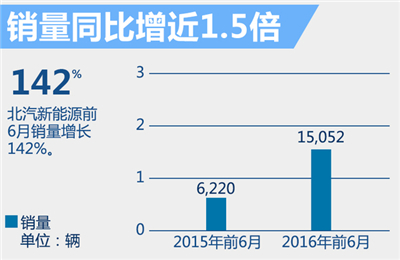 销量同比增近1.5倍
142%
北汽新能源前
6月销量增长
142%。
3
2
1
0
6,220
15,052
2015年前6月
2016年前6月
销量
单位：辆